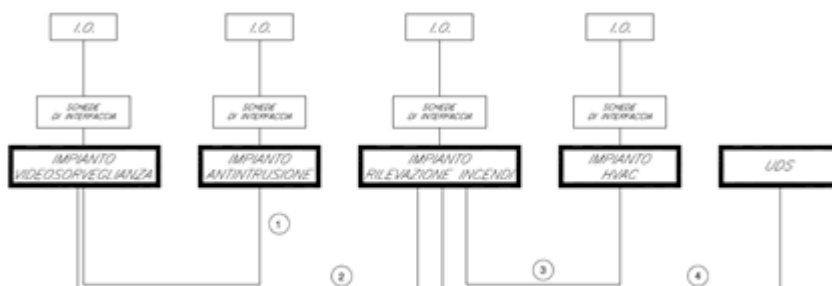 I.O.
I.O.
I.O.
I.O.
SCHEDE
DI INTERFACCIA
SCHEDE
DI INTERFACCIA
SCHEDE
DI INTERFACCIA
SCHEDE
DI INTERFACCIA
IMPIANTO
VIDEOSORVEGLIANZA
IMPIANTO
ANTINTRUSIONE
IMPIANTO
RILEVAZIONE INCENDI
IMPIANTO
HVAC
UDS
1
2
3
4